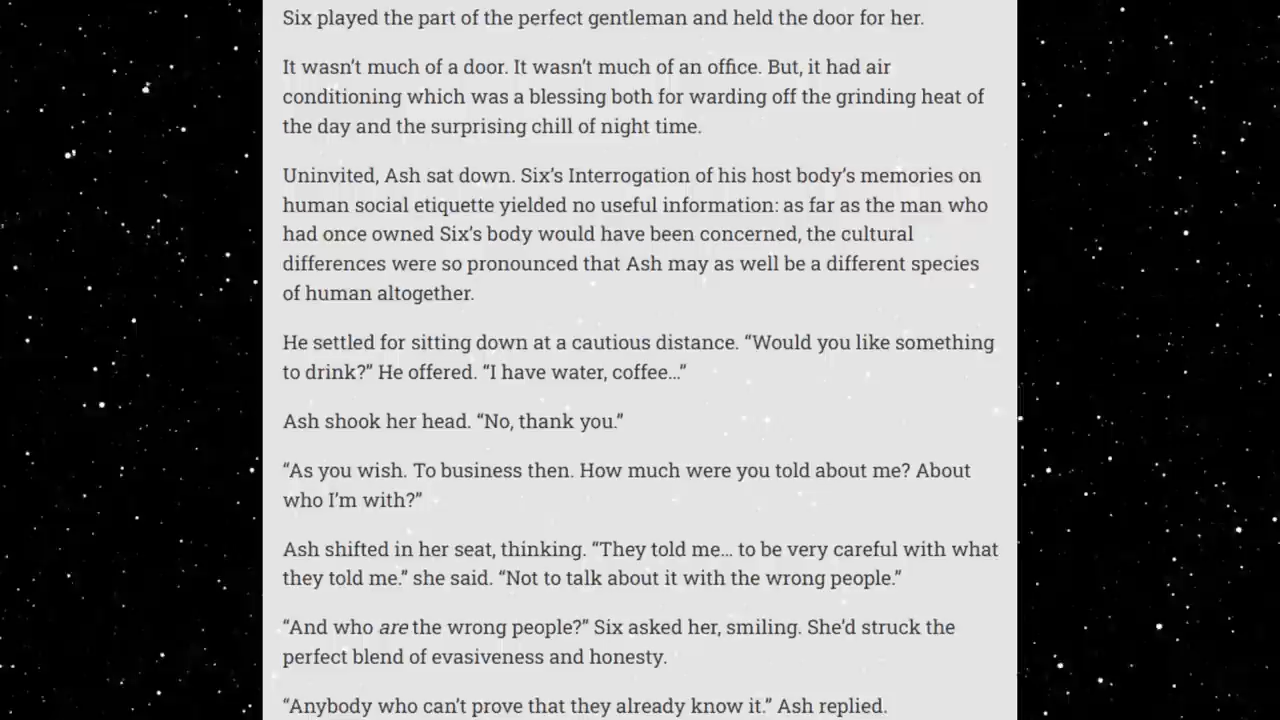 Six played the part of the perfect gentleman and held the door for her.
It wasn’t much of a door. It wasn’t much of an office. But, it had air
conditioning which was a blessing both for warding off the grinding heat of
the day and the surprising chill of night time.
Uninvited, Ash sat down. Six’s Interrogation of his host body’s memories on
human social etiquette yielded no useful information: as far as the man who
had once owned Six’s body would have been concerned, the cultural
differences were so pronounced that Ash may as well be a different species
of human altogether.
He settled for sitting down at a cautious distance. “Would you like something
to drink?” He offered. “I have water, coffee…”
Ash shook her head. “No, thank you.”
“As you wish. To business then. How much were you told about me? About
who I’m with?”
Ash shifted in her seat, thinking. “They told me… to be very careful with what
they told me.” she said. “Not to talk about it with the wrong people.”
“And who are the wrong people?” Six asked her, smiling. She’d struck the
perfect blend of evasiveness and honesty.
“Anybody who can’t prove that they already know it.” Ash replied.